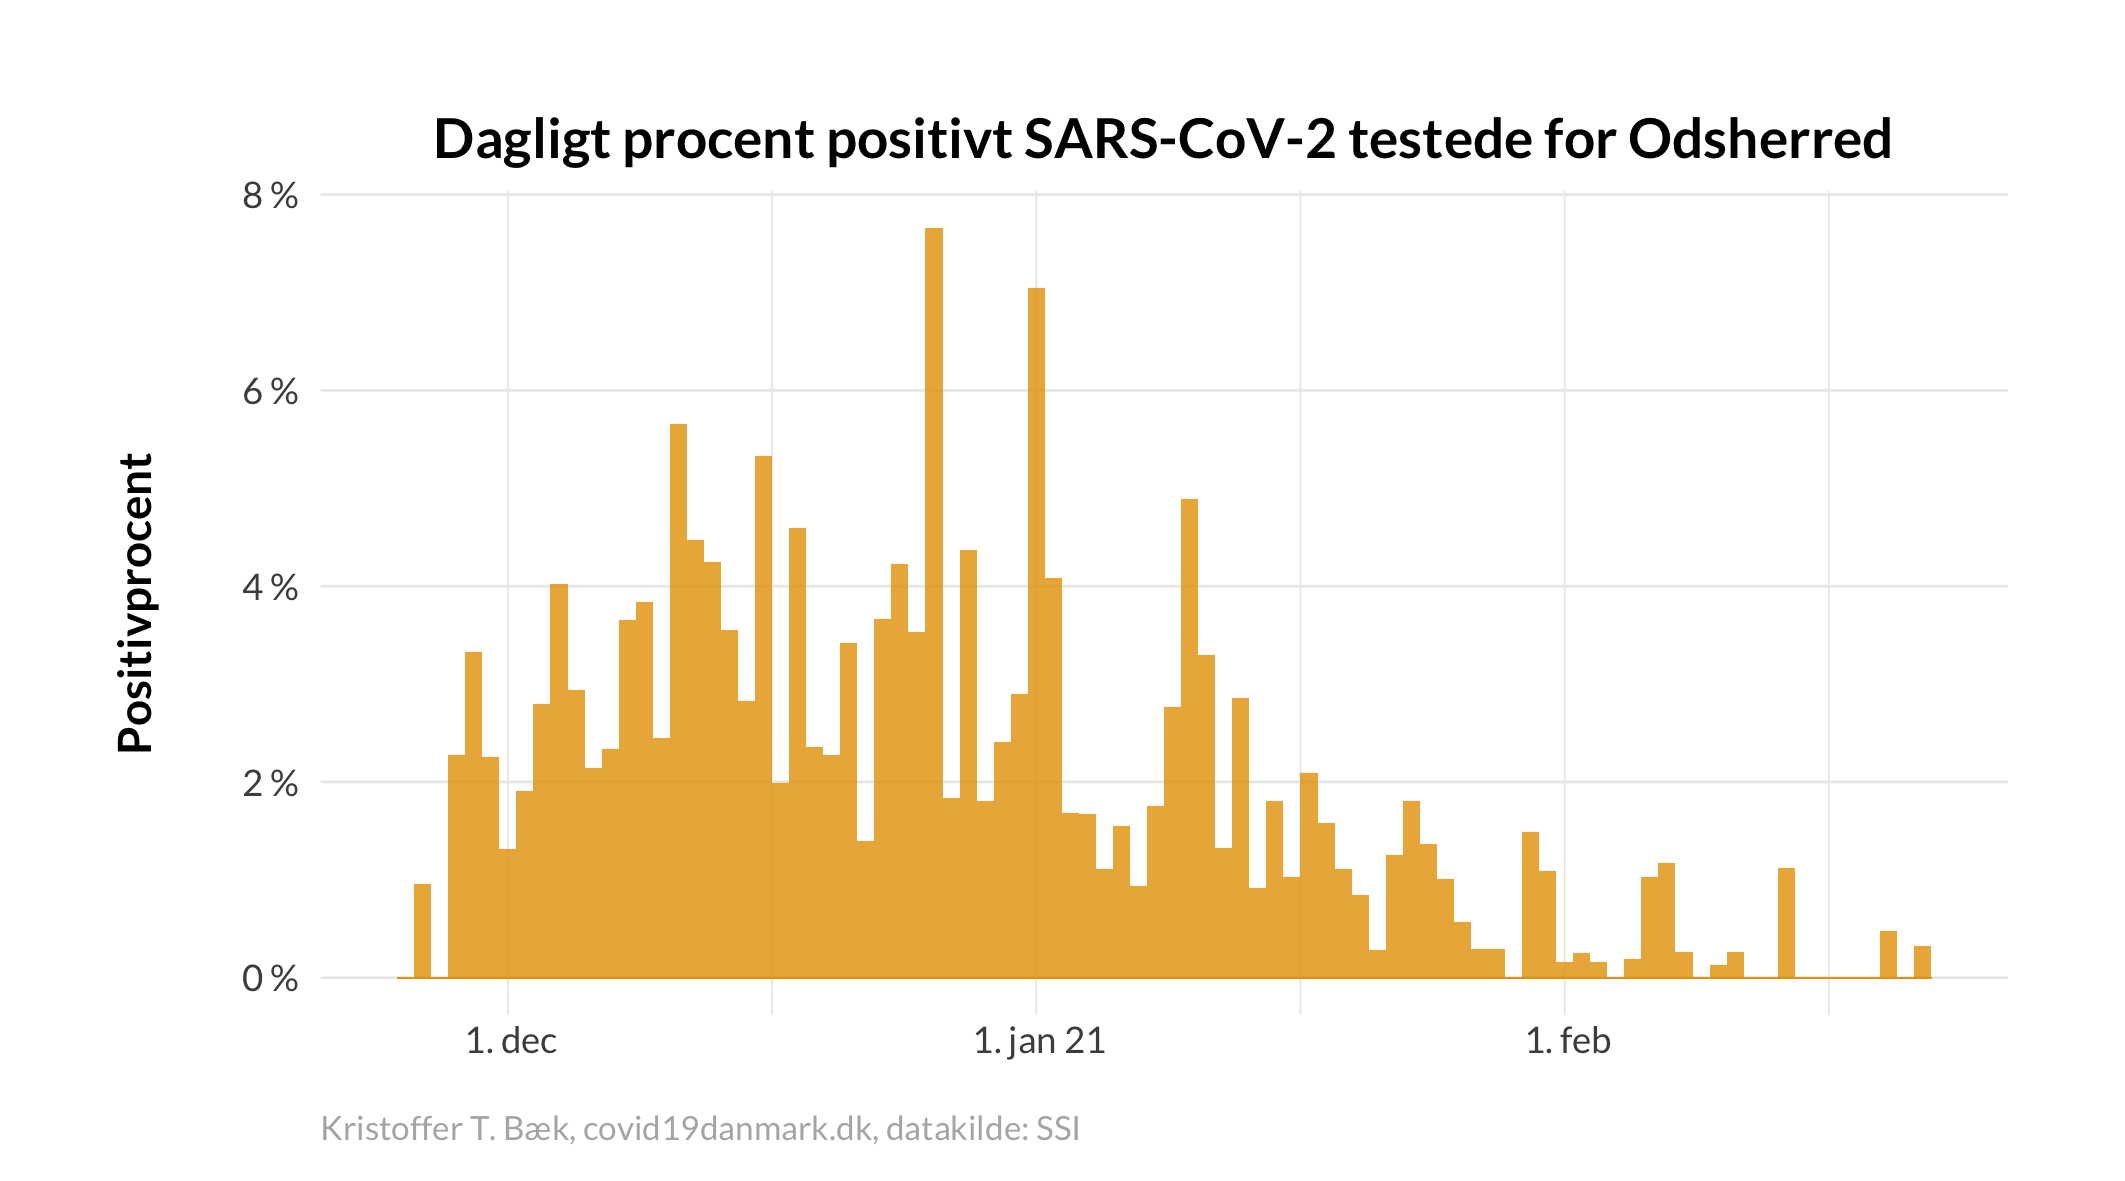 Dagligt procent positivt SARS-CoV-2 testede for Odsherred
Positivprocent
8 %
6 %
4 %
2 %
0 %
1. dec
1. jan 21
1. feb
Kristoffer T. Bæk, covid19danmark.dk, datakilde: SSI